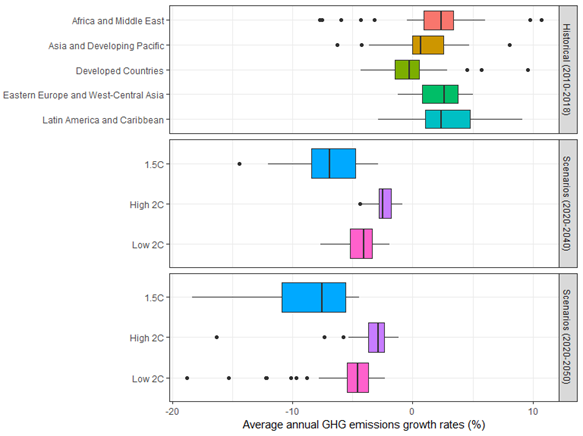 Africa and Middle East
Asia and Developing Pacific
Developed Countries
Eastern Europe and West-Central Asia
Latin America and Caribbean
Historical (2010-2018)
1.5C
High 2C
Low 2C
Scenarios (2020-2040)
1.5C
High 2C
Low 2C
Scenarios (2020-2050)
-20 -10 0 10
Average annual GHG emissions growth rates (%)